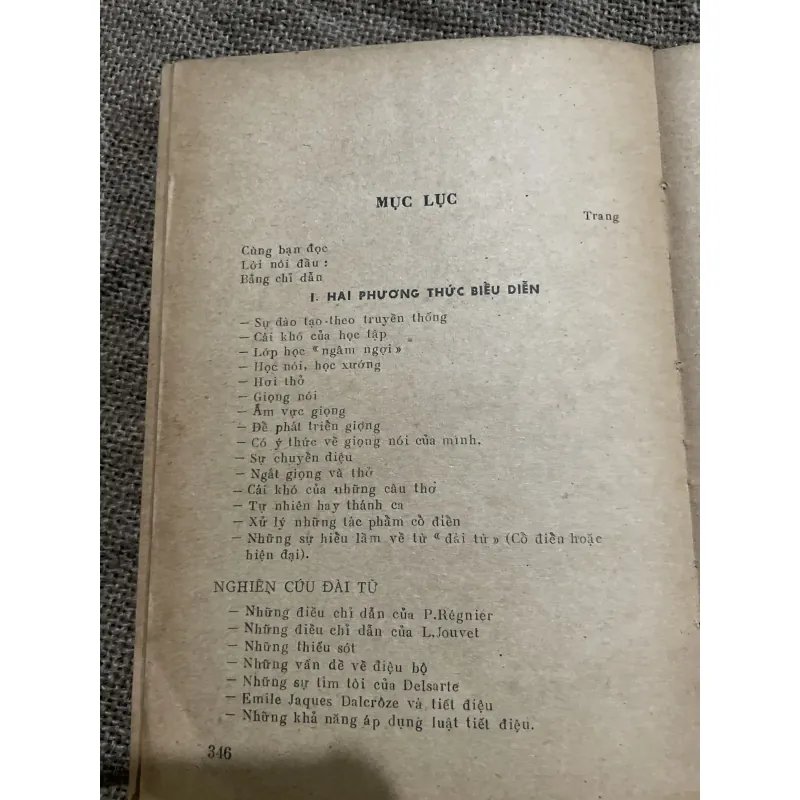 MỤC LỤC
Trang
Cùng bạn đọc
Lời nói đầu :
Bảng chỉ dẫn
I. HAI PHƯƠNG THỨC BIỂU DIỄN
— Sự đào tạo theo truyền thống
— Cái khó của học tập
— Lớp học « ngâm ngợi »
— Học nói, học xướng
— Hơi thở
— Giọng nói
— Âm vực giọng
— Để phát triển giọng
— Có ý thức về giọng nói của mình.
— Sự chuyển điệu
— Ngắt giọng và thở
— Cái khó của những câu thơ
— Tự nhiên hay thánh ca
— Xử lý những tác phẩm cổ điển
— Những sự hiểu lầm về từ « đài từ » (Cổ điển hoặc
hiện đại).
NGHIÊN CỨU ĐÀI TỪ
— Những điều chỉ dẫn của P.Régnier
— Những điều chỉ dẫn của L.Jouvet
— Những thiếu sót
— Những vấn đề về điệu bộ
— Những sự tìm tòi của Delsarte
— Emile Jaques Dalcrôze và tiết điệu
— Những khả năng áp dụng luật tiết điệu.
346